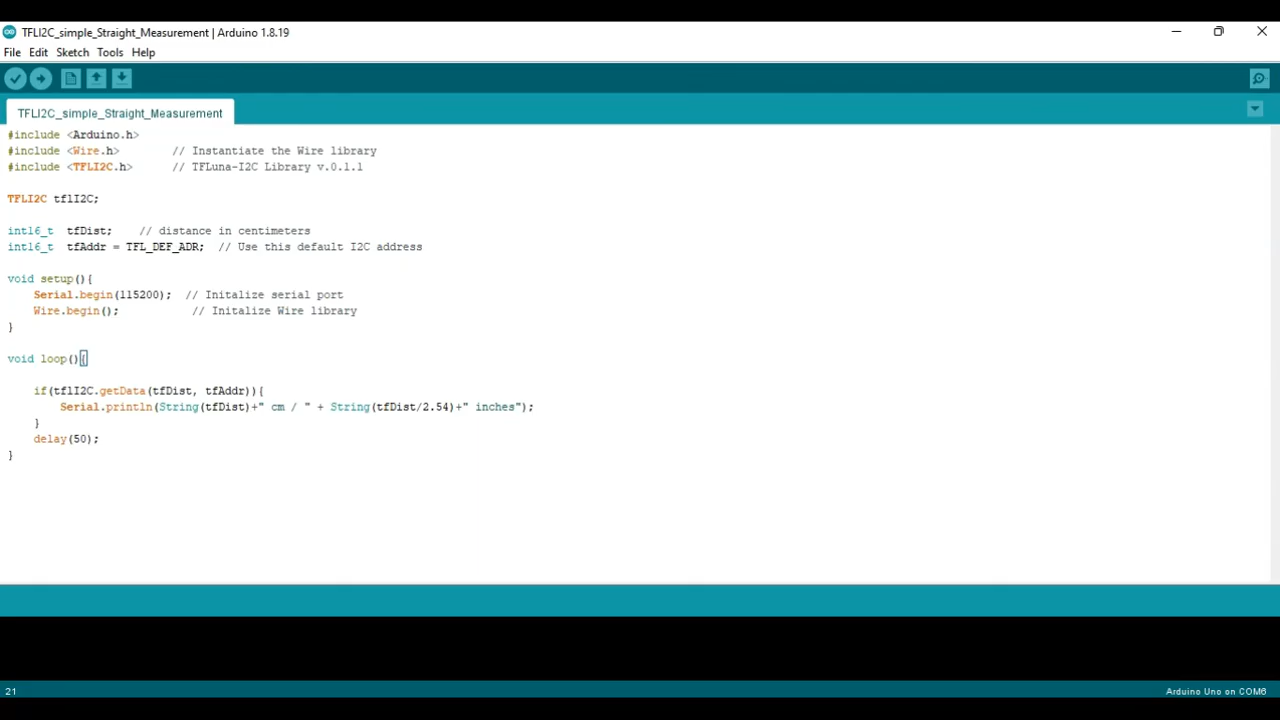 TFLI2C_simple_Straight_Measurement | Arduino 1.8.19
File Edit Sketch Tools Help
TFLI2C_simple_Straight_Measurement
#include <Arduino.h>
#include <Wire.h> // Instantiate the Wire library
#include <TFLI2C.h> // TFLuna-I2C Library v.0.1.1
TFLI2C tflI2C;
int16_t tfDist; // distance in centimeters
int16_t tfAddr = TFL_DEF_ADR; // Use this default I2C address
void setup(){
Serial.begin(115200); // Initalize serial port
Wire.begin(); // Initalize Wire library
}
void loop(){
if(tflI2C.getData(tfDist, tfAddr)){
Serial.println(String(tfDist)+" cm / " + String(tfDist/2.54)+" inches");
}
delay(50);
}
21 Arduino Uno on COM6